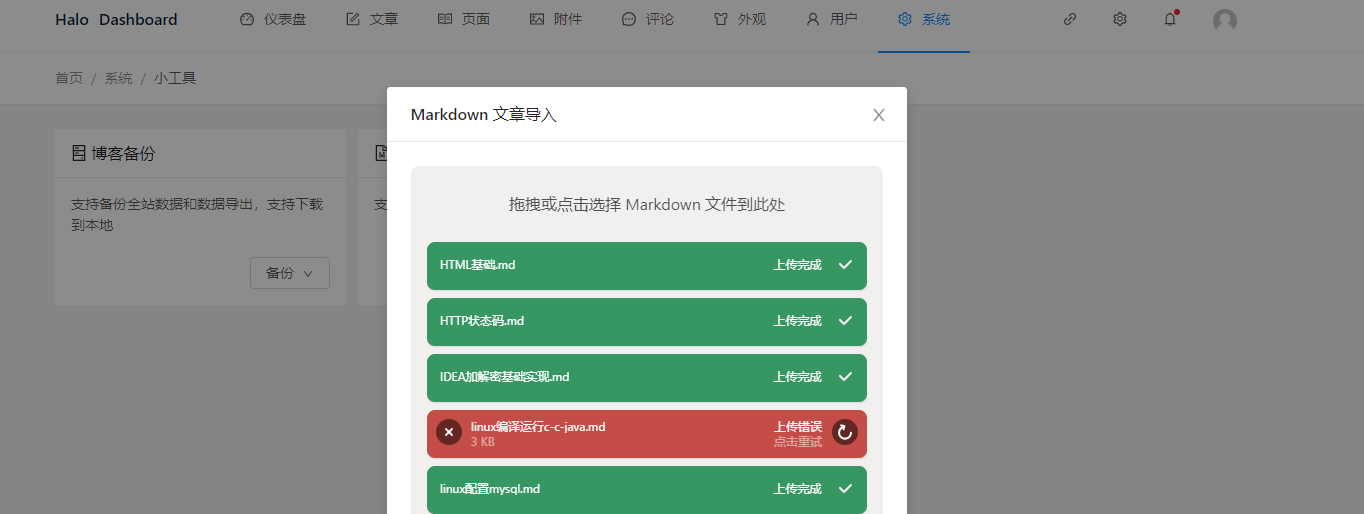 Halo Dashboard 仪表盘 文章 页面 附件 评论 外观 用户 系统
首页 / 系统 / 小工具
Markdown 文章导入
博客备份
支持备份全站数据和数据导出，支持下载
到本地
备份
支
拖拽或点击选择 Markdown 文件到此处
HTML基础.md 上传完成
HTTP状态码.md 上传完成
IDEA加解密基础实现.md 上传完成
linux编译运行c-c-java.md 上传错误
3 KB 点击重试
linux配置mysql.md 上传完成